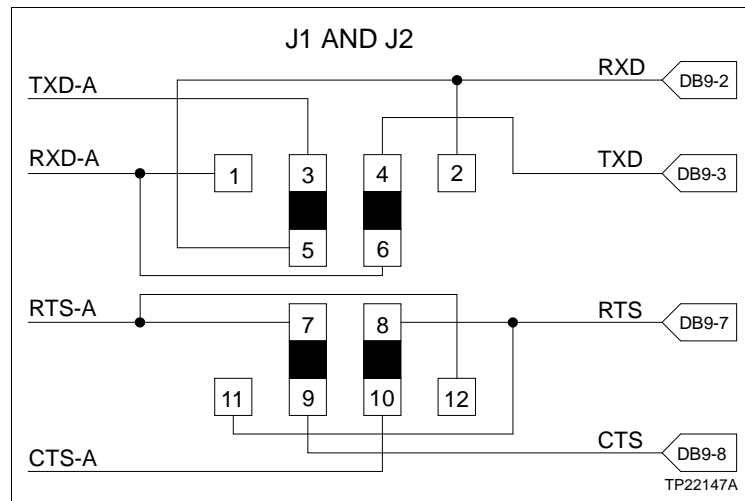 J1 AND J2
RXD
DB9-2
TXD-A
RXD-A
TXD
DB9-3
1
3
4
2
5
6
RTS-A
RTS
DB9-7
7
8
11
9
10
12
CTS-A
CTS
DB9-8
TP22147A